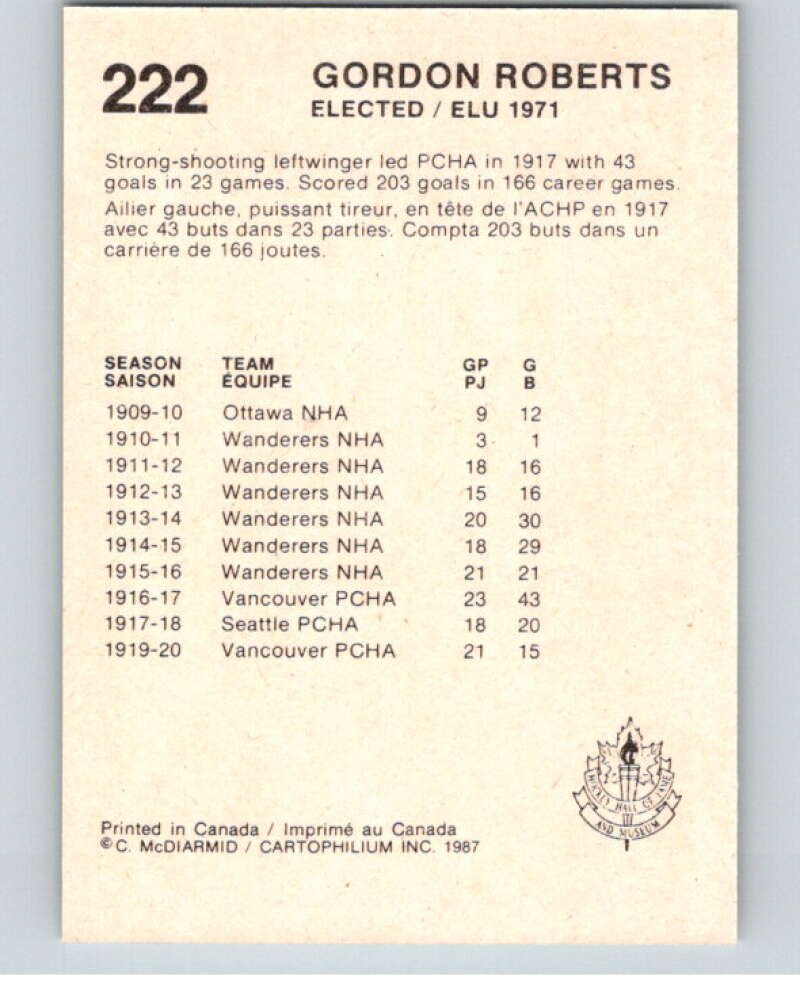 222
GORDON ROBERTS
ELECTED / ELU 1971
Strong-shooting leftwinger led PCHA in 1917 with 43
goals in 23 games. Scored 203 goals in 166 career games.
Ailier gauche, puissant tireur, en tête de l'ACHP en 1917
avec 43 buts dans 23 parties. Compta 203 buts dans un
carrière de 166 joutes.
SEASON TEAM GP G
SAISON ÉQUIPE PJ B
1909-10 Ottawa NHA 9 12
1910-11 Wanderers NHA 3 1
1911-12 Wanderers NHA 18 16
1912-13 Wanderers NHA 15 16
1913-14 Wanderers NHA 20 30
1914-15 Wanderers NHA 18 29
1915-16 Wanderers NHA 21 21
1916-17 Vancouver PCHA 23 43
1917-18 Seattle PCHA 18 20
1919-20 Vancouver PCHA 21 15
HOCKEY HALL OF FAME
AND MUSEUM
Printed in Canada / Imprimé au Canada
©C. McDIARMID / CARTOPHILIUM INC. 1987